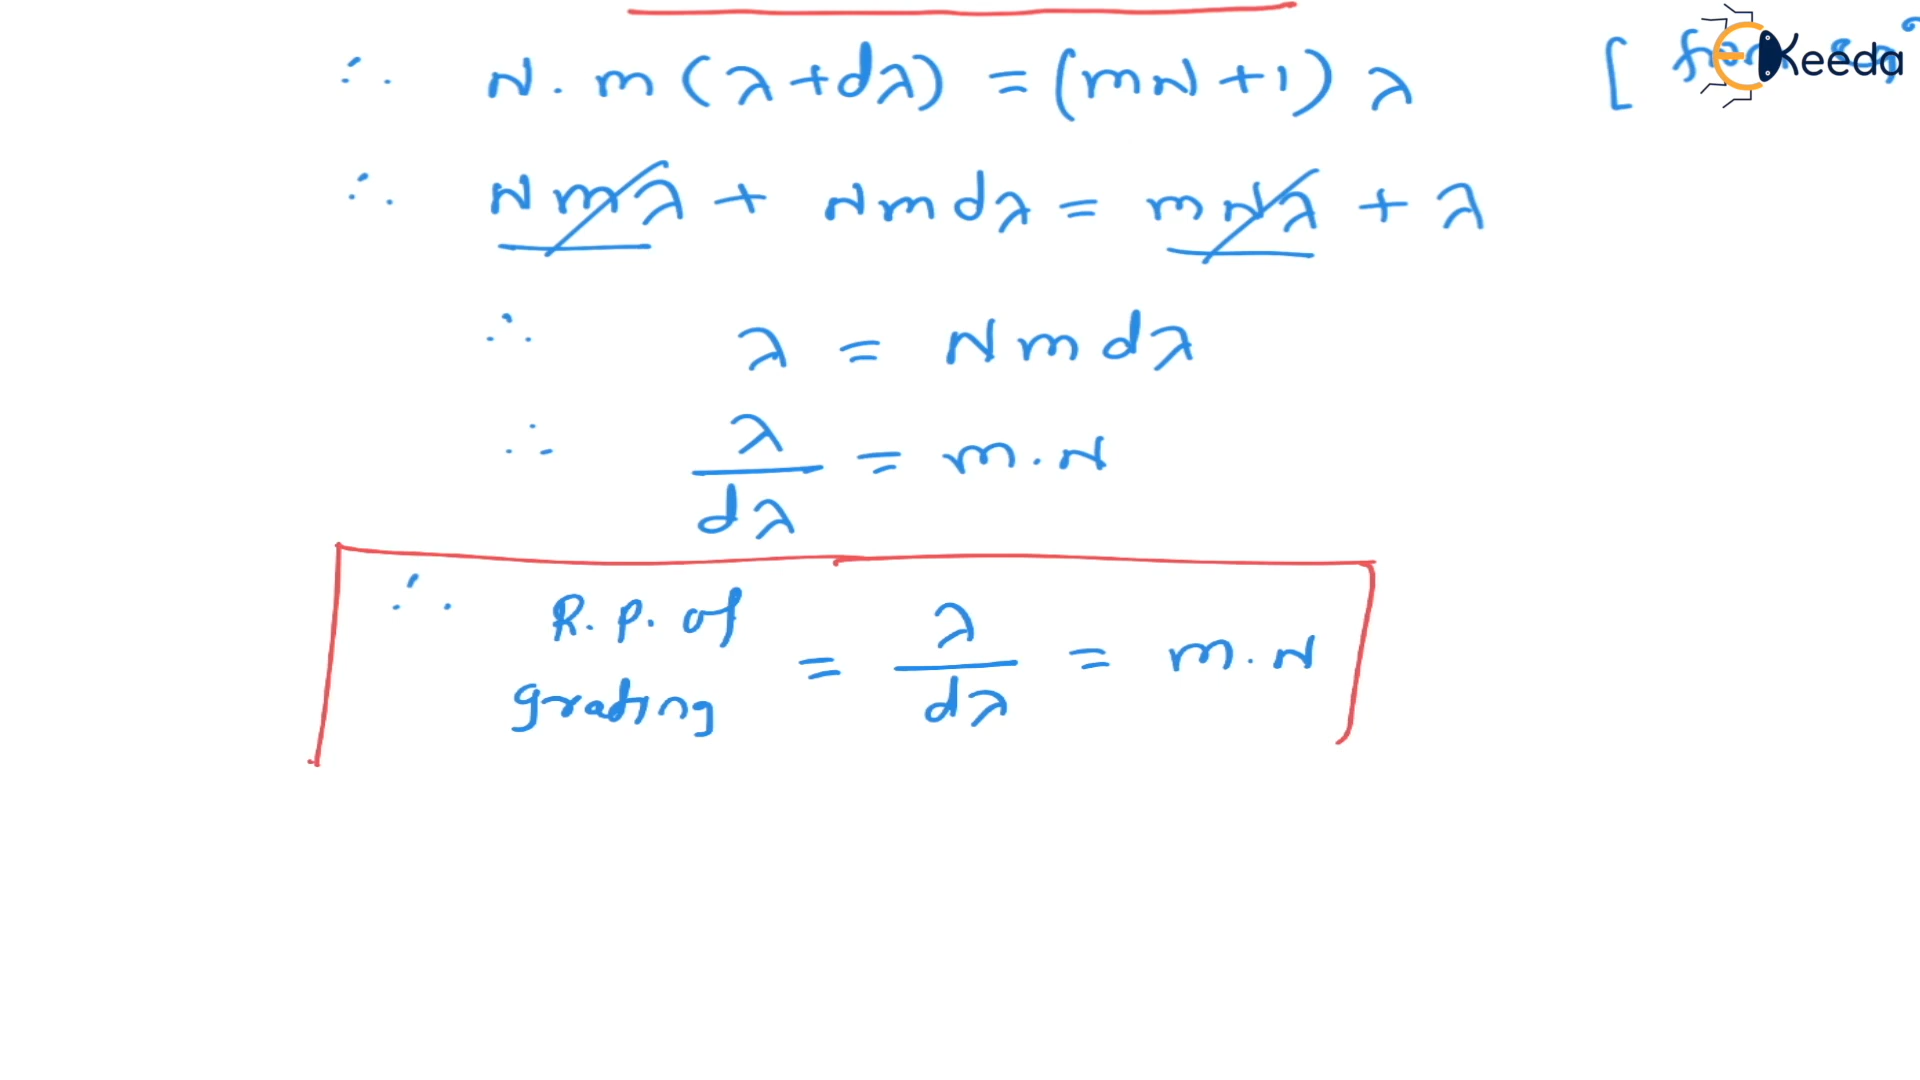 ∴ N . m (λ + dλ) = (mN + 1) λ [
Keeda
∴ Nmλ + Nmdλ = mNλ + λ
∴ λ = Nmdλ
∴ λ/dλ = m . N
∴ R.P. of grating = λ/dλ = m . N